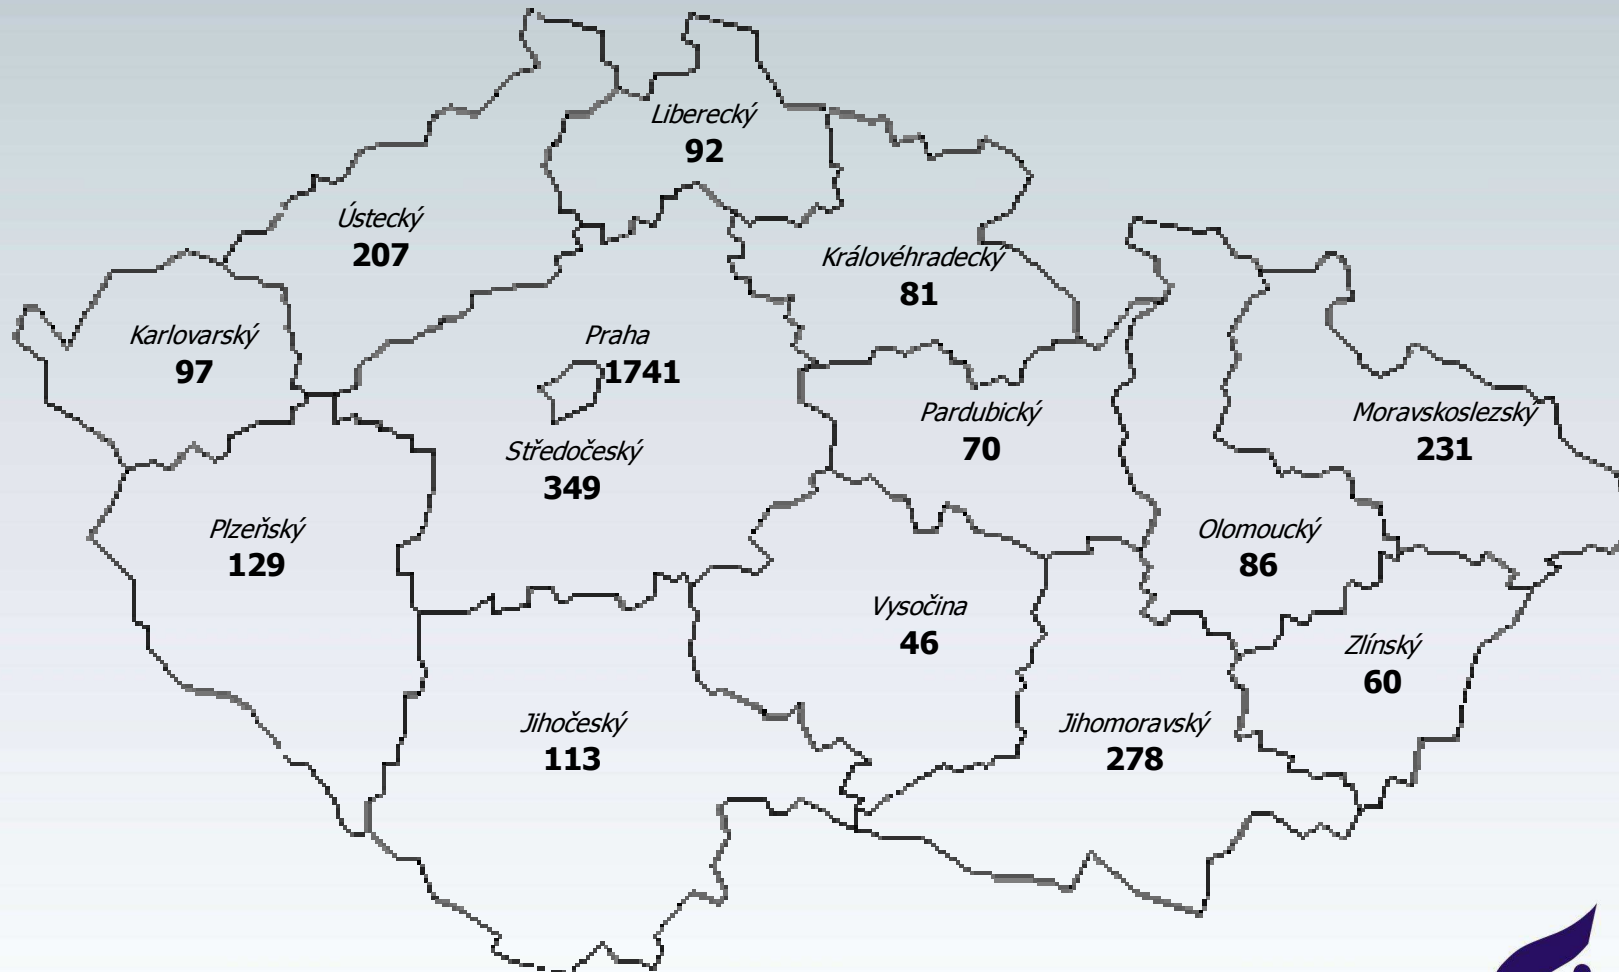 Liberecký
92
Ústecký
207
Královéhradecký
81
Karlovarský
97
Praha
1741
Pardubický
70
Moravskoslezský
231
Středočeský
349
Plzeňský
129
Olomoucký
86
Vysočina
46
Zlínský
60
Jihočeský
113
Jihomoravský
278